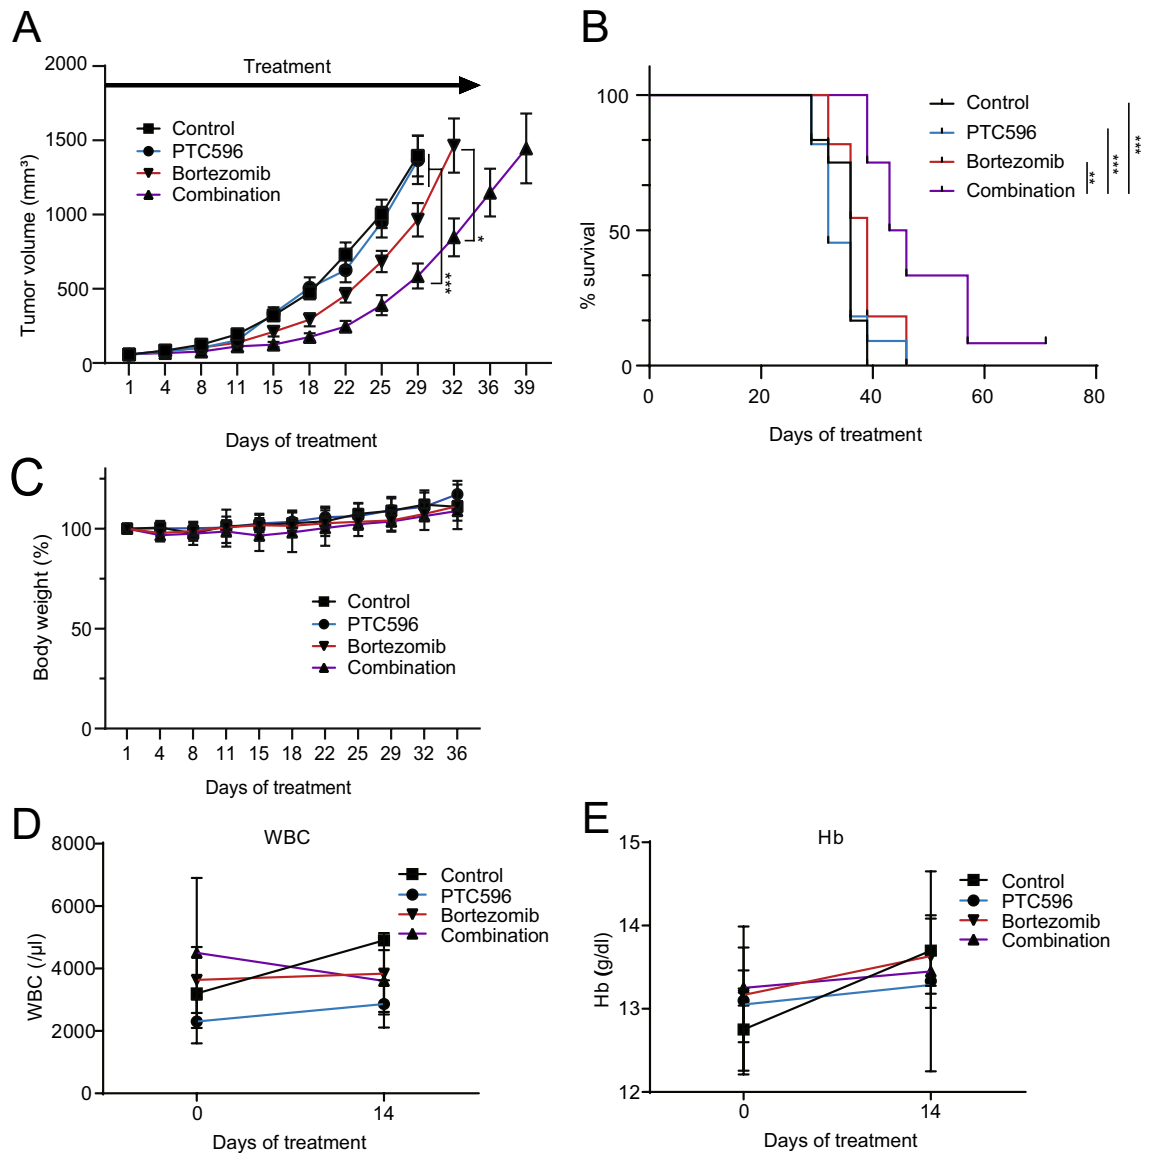 A
2000
1500
1000
500
0
Tumor volume (mm³)
Treatment
Control
PTC596
Bortezomib
Combination
***
*
1 4 8 11 15 18 22 25 29 32 36 39
Days of treatment
B
100
50
0
% survival
Control
PTC596
Bortezomib
Combination
**
***
***
0 20 40 60 80
Days of treatment
C
100
50
0
Body weight (%)
Control
PTC596
Bortezomib
Combination
1 4 8 11 15 18 22 25 29 32 36
Days of treatment
D
WBC
8000
6000
4000
2000
0
WBC (/µl)
Control
PTC596
Bortezomib
Combination
0 14
Days of treatment
E
Hb
15
14
13
12
Hb (g/dl)
Control
PTC596
Bortezomib
Combination
0 14
Days of treatment